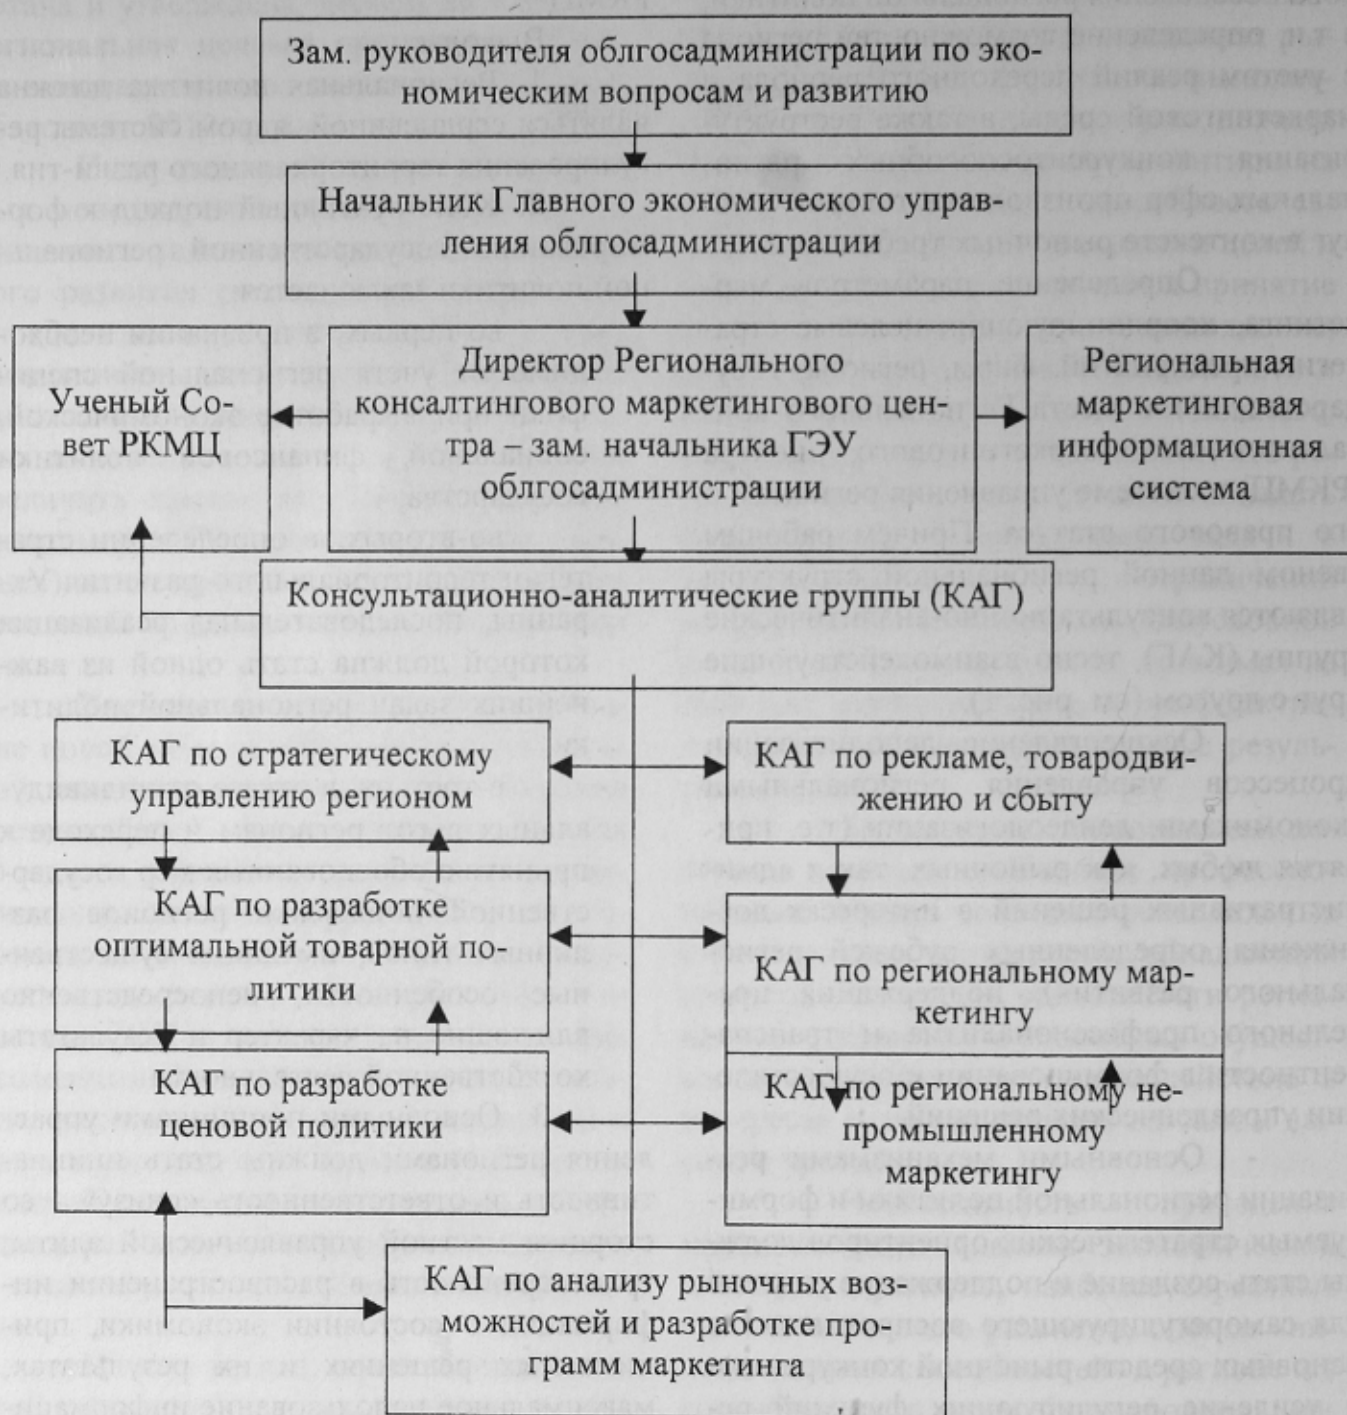 Зам. руководителя облгосадминистрации по эко-
номическим вопросам и развитию
Начальник Главного экономического управ-
ления облгосадминистрации
Ученый Со-
вет РКМЦ
Директор Регионального
консалтингового маркетингового цен-
тра – зам. начальника ГЭУ
облгосадминистрации
Региональная
маркетинговая
информационная
система
Консультационно-аналитические группы (КАГ)
КАГ по стратегическому
управлению регионом
КАГ по рекламе, товародви-
жению и сбыту
КАГ по разработке
оптимальной товарной по-
литики
КАГ по региональному мар-
кетингу
КАГ по разработке
ценовой политики
КАГ по региональному не-
промышленному
маркетингу
КАГ по анализу рыночных воз-
можностей и разработке про-
грамм маркетинга